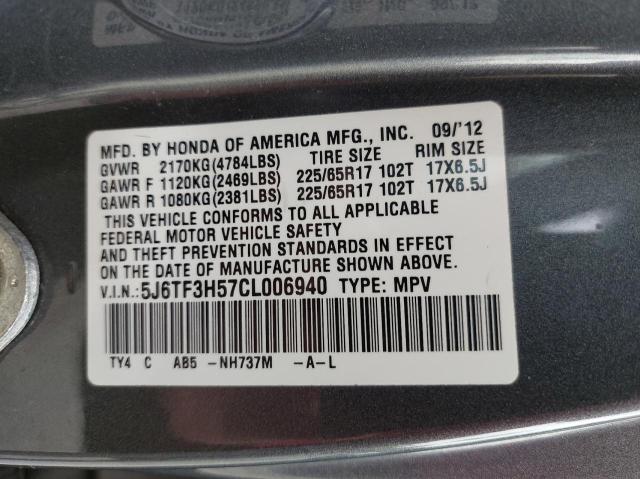 MFD. BY HONDA OF AMERICA MFG., INC. 09/'12
GVWR 2170KG(4784LBS) TIRE SIZE RIM SIZE
GAWR F 1120KG(2469LBS) 225/65R17 102T 17X6.5J
GAWR R 1080KG(2381LBS) 225/65R17 102T 17X6.5J
THIS VEHICLE CONFORMS TO ALL APPLICABLE
FEDERAL MOTOR VEHICLE SAFETY
AND THEFT PREVENTION STANDARDS IN EFFECT
ON THE DATE OF MANUFACTURE SHOWN ABOVE.
V.I.N.:5J6TF3H57CL006940 TYPE: MPV
TY4 C AB5 -NH737M -A-L